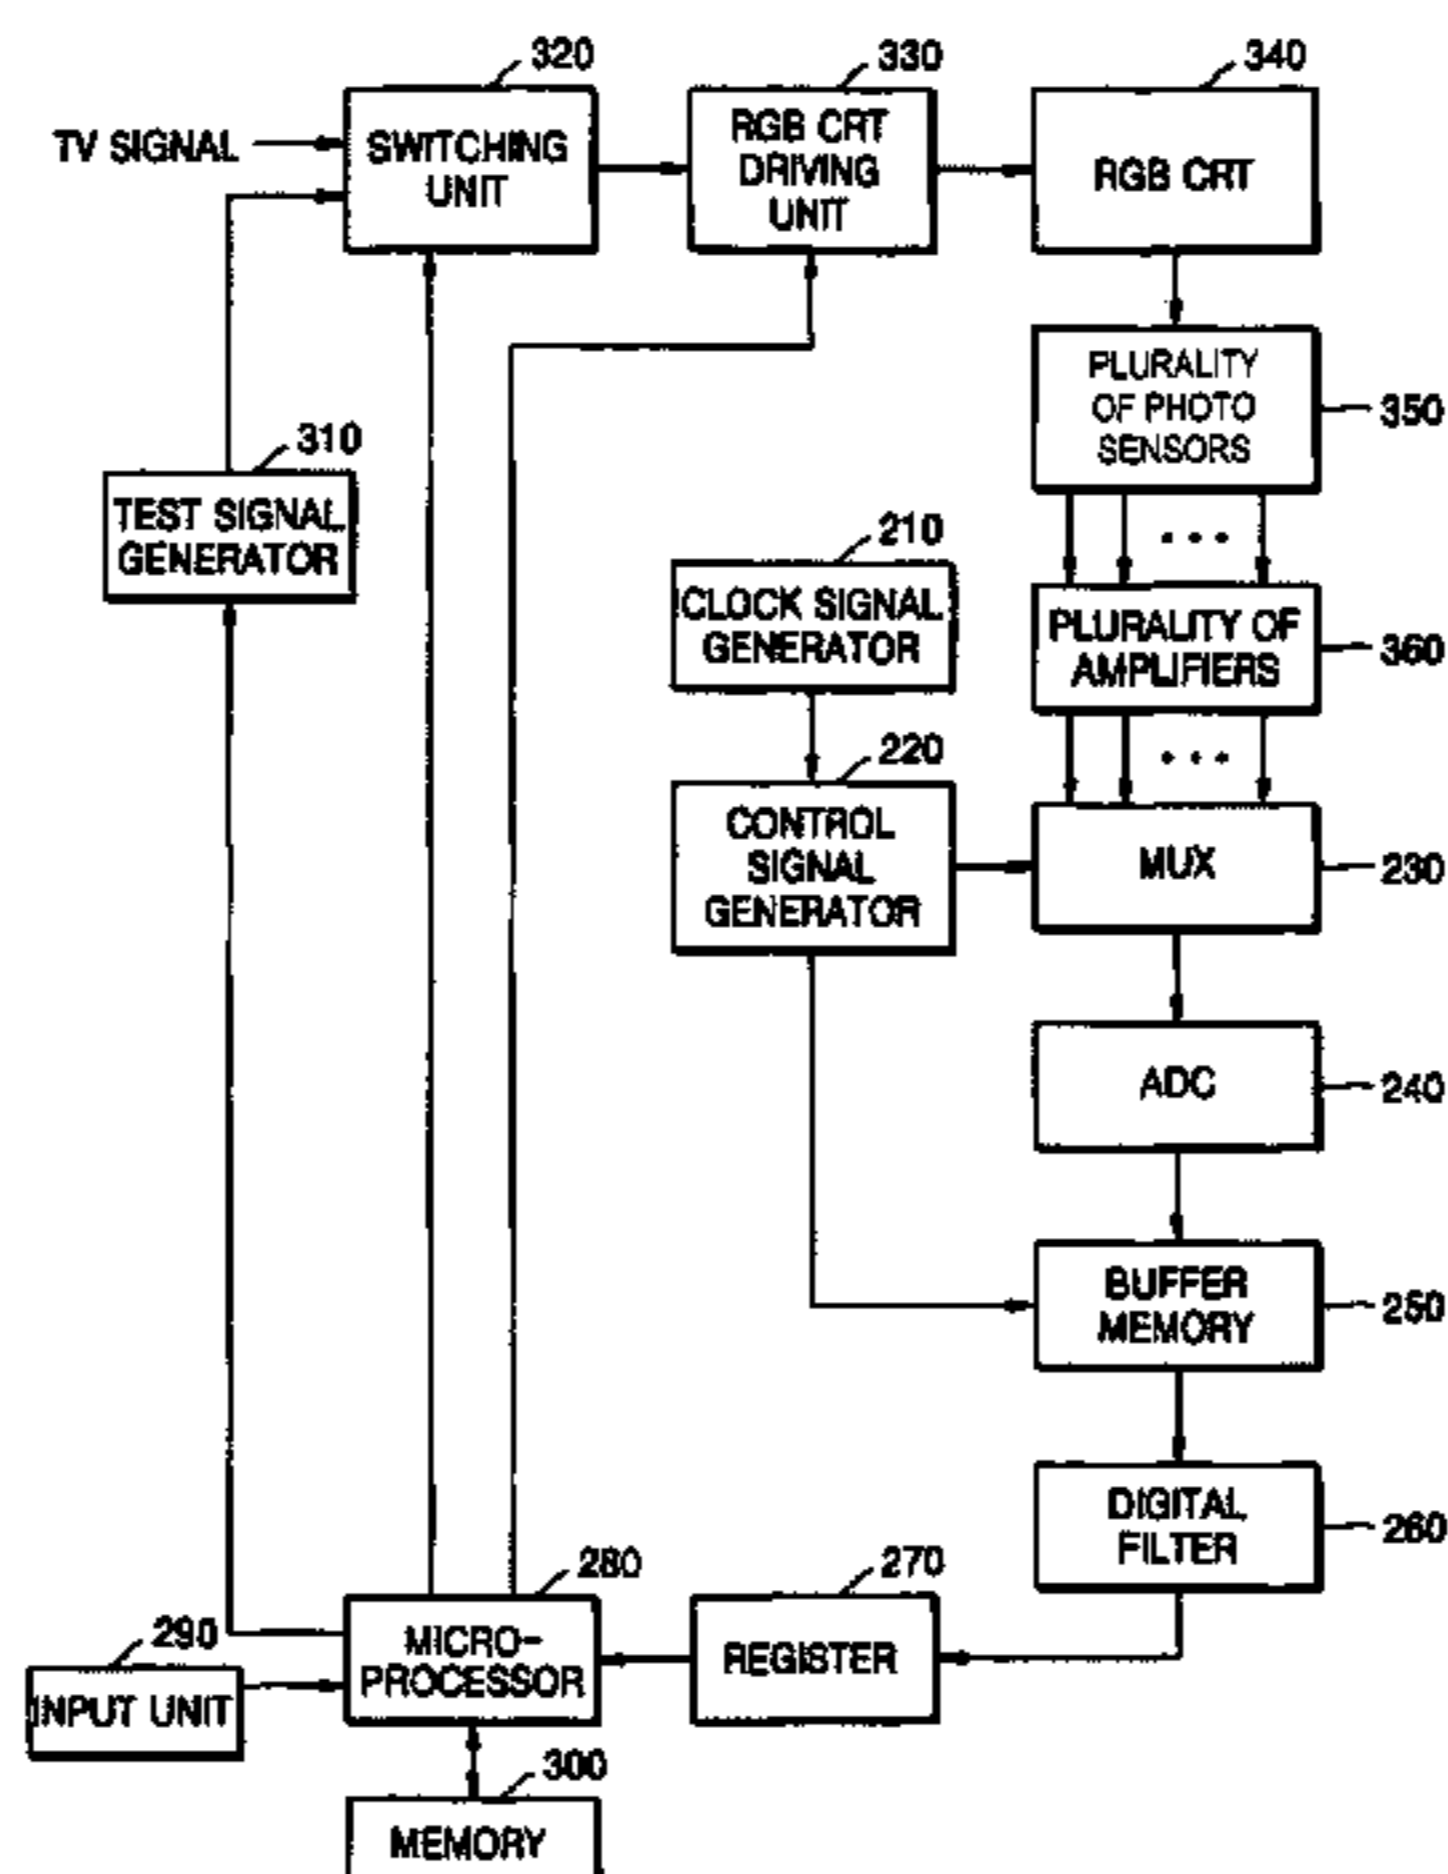 320
330
340
TV SIGNAL
SWITCHING
UNIT
RGB CRT
DRIVING
UNIT
RGB CRT
PLURALITY
OF PHOTO
SENSORS
350
310
TEST SIGNAL
GENERATOR
210
CLOCK SIGNAL
GENERATOR
PLURALITY OF
AMPLIFIERS
360
220
CONTROL
SIGNAL
GENERATOR
MUX
230
ADC
240
BUFFER
MEMORY
250
DIGITAL
FILTER
260
280
270
290
MICRO-
PROCESSOR
REGISTER
INPUT UNIT
300
MEMORY